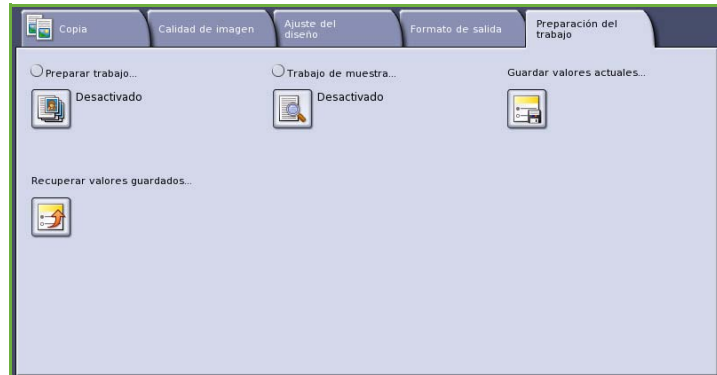 Copia
Calidad de imagen
Ajuste del
diseño
Formato de salida
Preparación del
trabajo
Preparar trabajo...
Desactivado
Trabajo de muestra...
Desactivado
Guardar valores actuales...
Recuperar valores guardados...